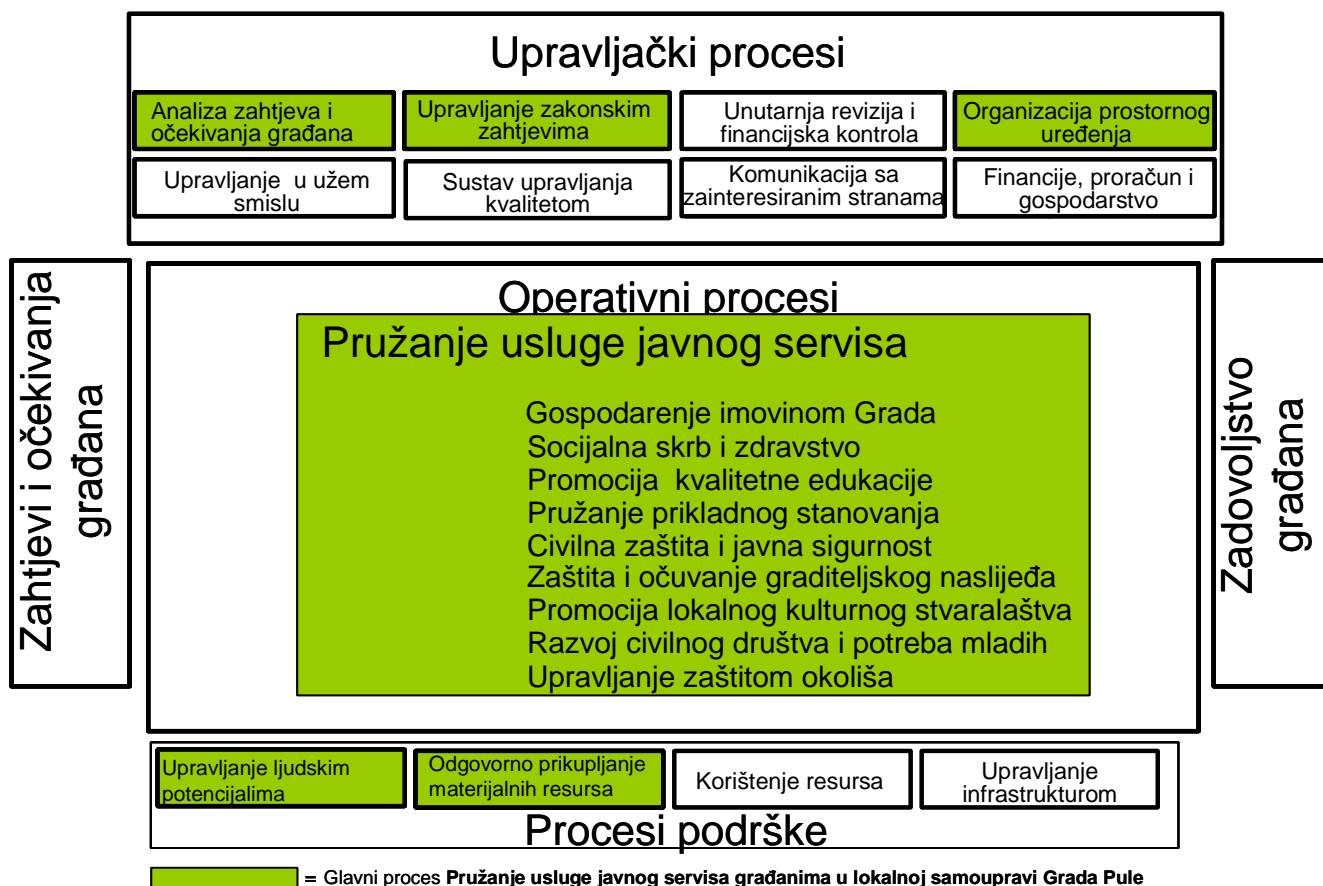 Upravljački procesi
Analiza zahtjeva i
očekivanja građana
Upravljanje zakonskim
zahtjevima
Unutarnja revizija i
financijska kontrola
Organizacija prostornog
uređenja
Upravljanje u užem
smislu
Sustav upravljanja
kvalitetom
Komunikacija sa
zainteresiranim stranama
Financije, proračun i
gospodarstvo
Zahtjevi i očekivanja
građana
Operativni procesi
Pružanje usluge javnog servisa
Gospodarenje imovinom Grada
Socijalna skrb i zdravstvo
Promocija kvalitetne edukacije
Pružanje prikladnog stanovanja
Civilna zaštita i javna sigurnost
Zaštita i očuvanje graditeljskog naslijeđa
Promocija lokalnog kulturnog stvaralaštva
Razvoj civilnog društva i potreba mladih
Upravljanje zaštitom okoliša
Zadovoljstvo
građana
Upravljanje ljudskim
potencijalima
Odgovorno prikupljanje
materijalnih resursa
Korištenje resursa
Upravljanje
infrastrukturom
Procesi podrške
= Glavni proces Pružanje usluge javnog servisa građanima u lokalnoj samoupravi Grada Pule